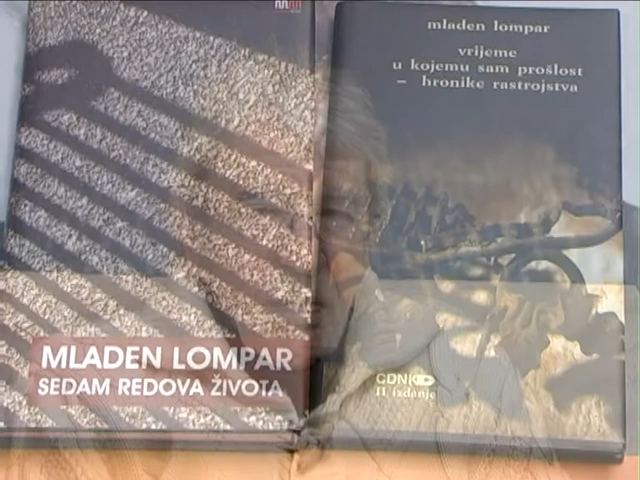 MLADEN LOMPAR
SEDAM REDOVA ŽIVOTA
mladen lompar
vrijeme
u kojemu sam prošlost
– hronike rastrojstva
CDNK
II izdanje